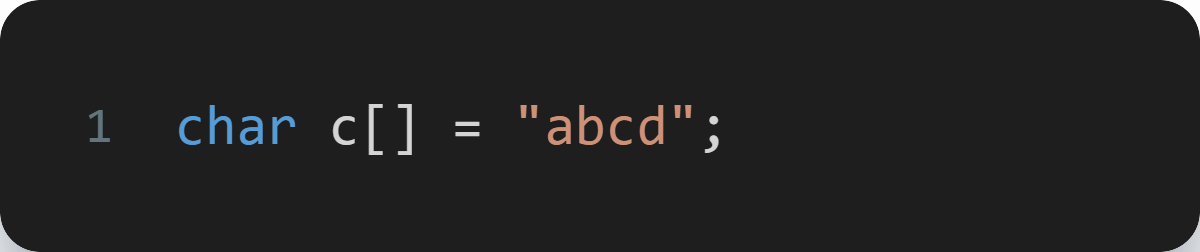 1 char c[] = "abcd";